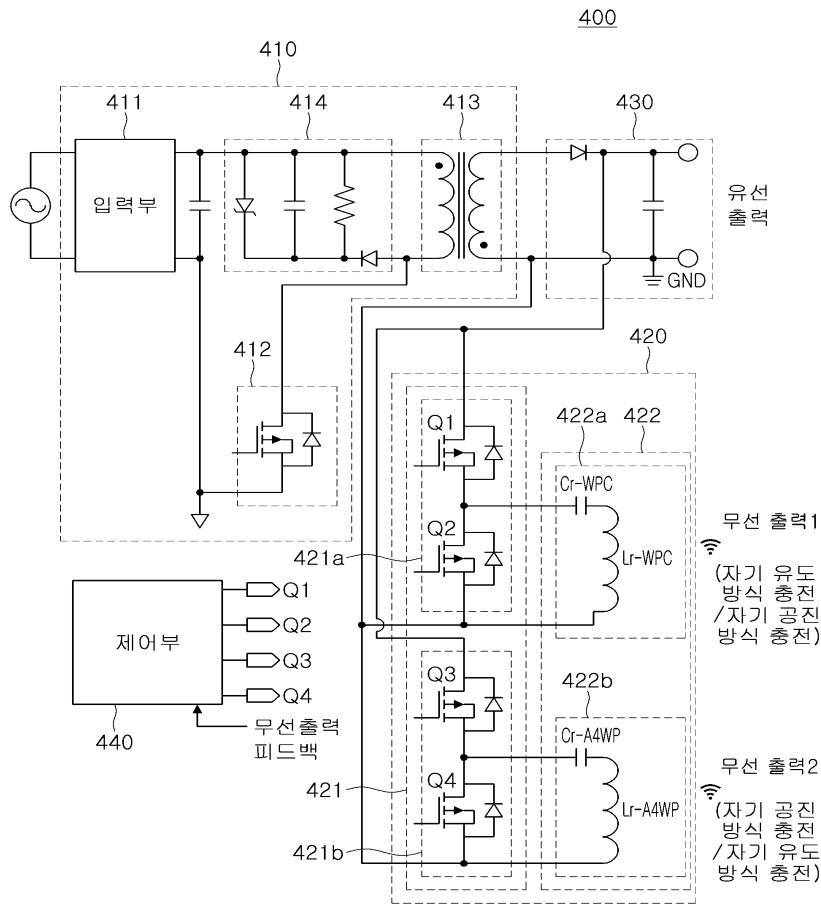 400
410
411
414
413
430
입력부
유선
출력
GND
412
420
422a
422
Q1
Cr-WPC
무선 출력1
Q2
421a
Lr-WPC
(자기 유도
방식 충전
/자기 공진
방식 충전)
제어부
Q1
Q2
Q3
Q4
440
무선출력
피드백
Q3
422b
Cr-A4WP
무선 출력2
421
Q4
Lr-A4WP
(자기 공진
방식 충전
/자기 유도
방식 충전)
421b